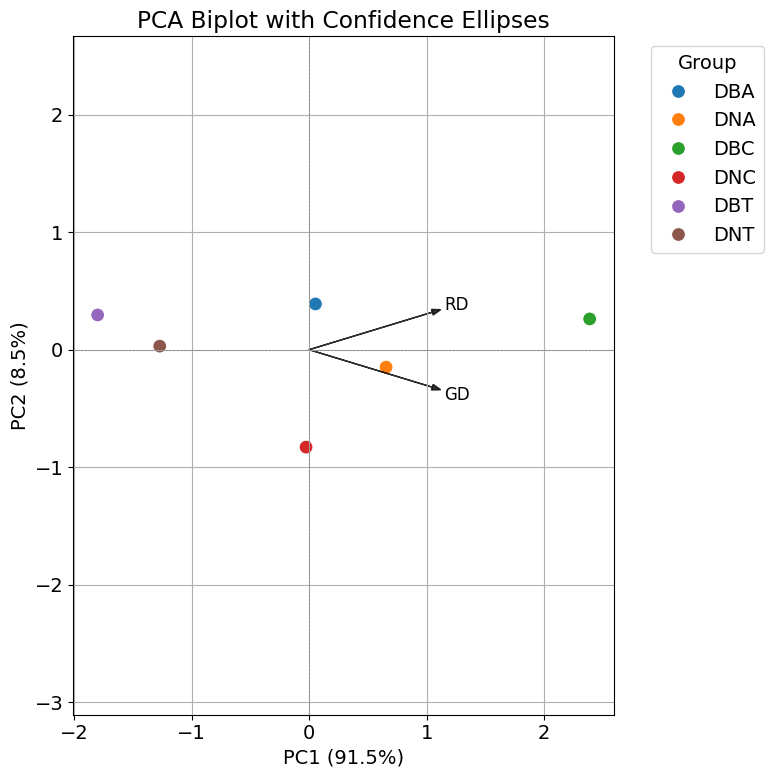 PCA Biplot with Confidence Ellipses
Group
DBA
DNA
DBC
DNC
DBT
DNT
2
1
0
−1
−2
−3
RD
GD
PC2 (8.5%)
−2
−1
0
1
2
PC1 (91.5%)